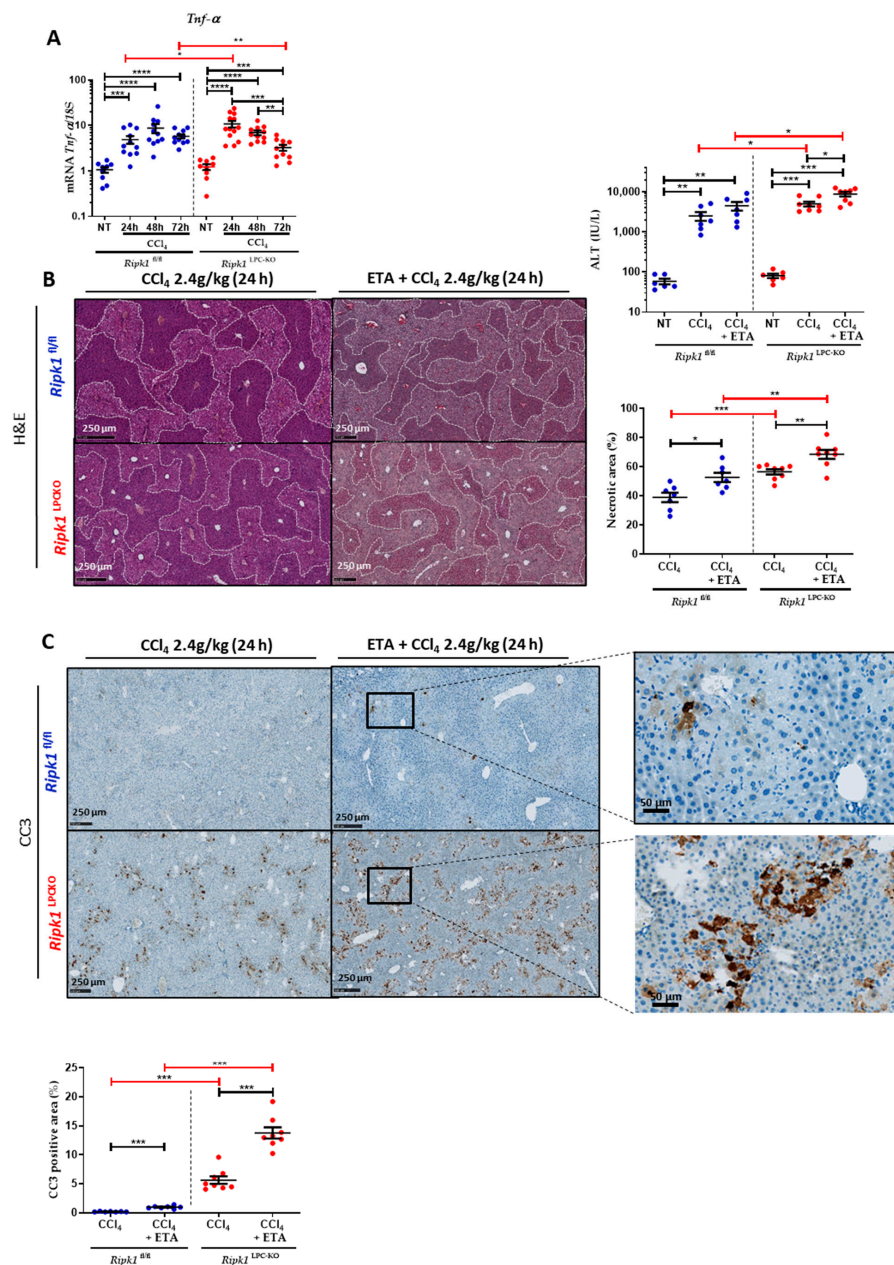 Tnf-α
A
**
*
****
****
***
***
****
****
***
**
mRNA Tnf-α/18S
100
10
1
0.1
NT 24h 48h 72h NT 24h 48h 72h
CCl4 CCl4
Ripk1 fl/fl Ripk1 LPC-KO
*
*
*
**
**
***
***
ALT (IU/L)
10,000
1,000
100
10
NT CCl4 CCl4 + ETA NT CCl4 CCl4 + ETA
Ripk1 fl/fl Ripk1 LPC-KO
B
CCl4 2.4g/kg (24 h) ETA + CCl4 2.4g/kg (24 h)
H&E
Ripk1 fl/fl
250 µm 250 µm
Ripk1 LPCKO
250 µm 250 µm
**
***
*
**
Necrotic area (%)
100
80
60
40
20
0
CCl4 CCl4 + ETA CCl4 CCl4 + ETA
Ripk1 fl/fl Ripk1 LPC-KO
C
CCl4 2.4g/kg (24 h) ETA + CCl4 2.4g/kg (24 h)
CC3
Ripk1 fl/fl
250 µm 250 µm
50 µm
Ripk1 LPCKO
250 µm 250 µm
50 µm
***
***
***
***
CC3 positive area (%)
25
20
15
10
5
0
CCl4 CCl4 + ETA CCl4 CCl4 + ETA
Ripk1 fl/fl Ripk1 LPC-KO